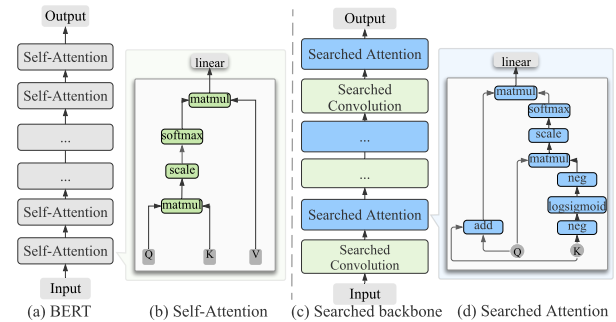 Output
Self-Attention
Self-Attention
...
...
Self-Attention
Self-Attention
Input
(a) BERT
linear
matmul
softmax
scale
matmul
Q
K
V
(b) Self-Attention
Output
Searched Attention
Searched
Convolution
...
...
Searched Attention
Searched
Convolution
Input
(c) Searched backbone
linear
matmul
softmax
scale
matmul
neg
logsigmoid
add
neg
Q
K
(d) Searched Attention